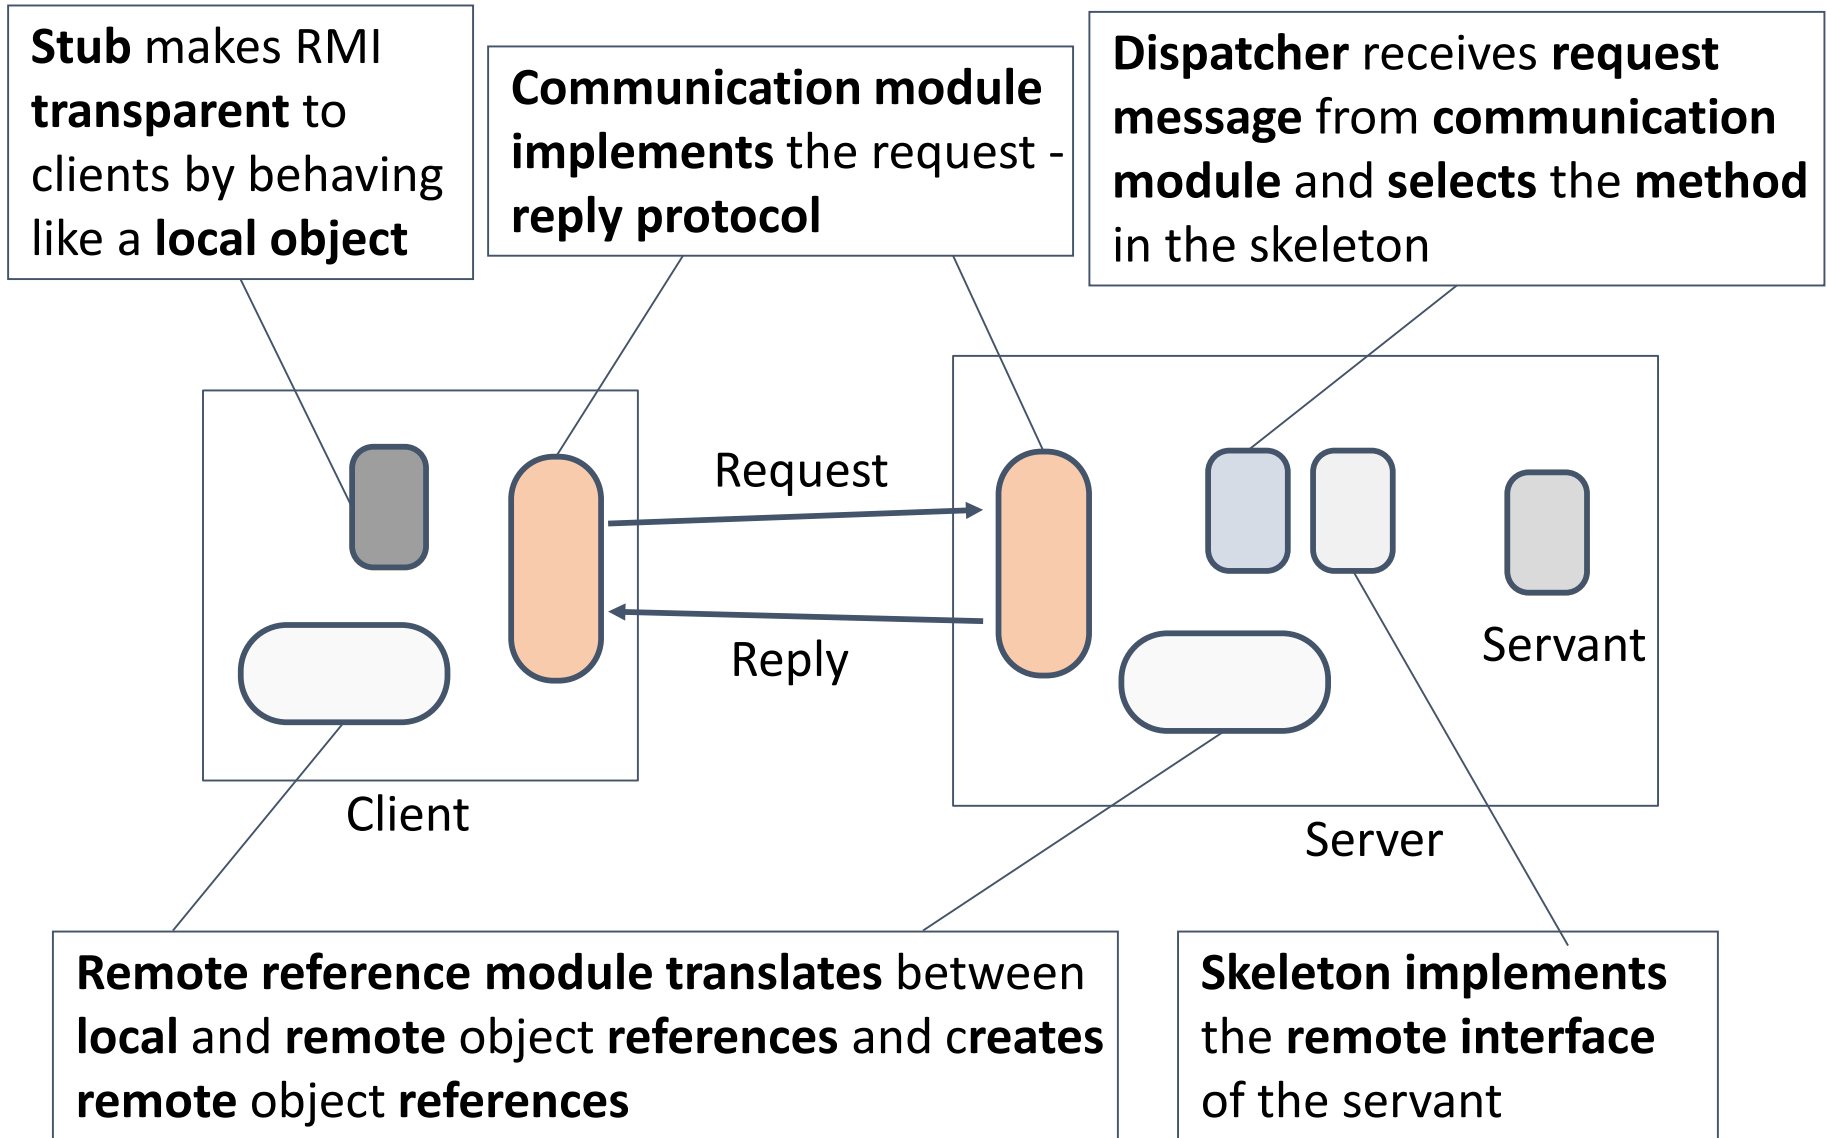 Stub makes RMI
transparent to
clients by behaving
like a local object
Communication module
implements the request -
reply protocol
Dispatcher receives request
message from communication
module and selects the method
in the skeleton
Request
Reply
Servant
Client
Server
Remote reference module translates between
local and remote object references and creates
remote object references
Skeleton implements
the remote interface
of the servant